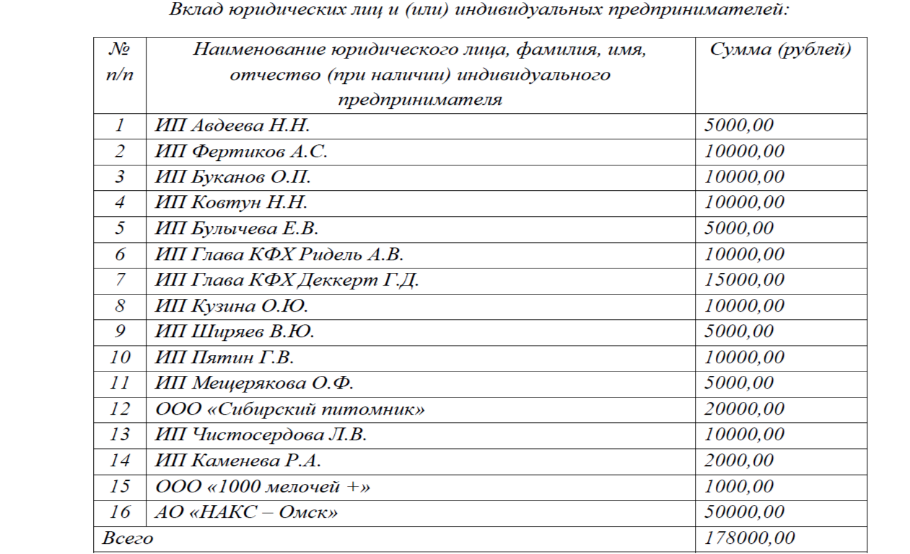 Вклад юридических лиц и (или) индивидуальных предпринимателей:
№ п/п Наименование юридического лица, фамилия, имя, отчество (при наличии) индивидуального предпринимателя Сумма (рублей)
1 ИП Авдеева Н.Н. 5000,00
2 ИП Фертиков А.С. 10000,00
3 ИП Буканов О.П. 10000,00
4 ИП Ковтун Н.Н. 10000,00
5 ИП Булычева Е.В. 5000,00
6 ИП Глава КФХ Ридель А.В. 10000,00
7 ИП Глава КФХ Деккерт Г.Д. 15000,00
8 ИП Кузина О.Ю. 10000,00
9 ИП Ширяев В.Ю. 5000,00
10 ИП Пятин Г.В. 10000,00
11 ИП Мещерякова О.Ф. 5000,00
12 ООО «Сибирский питомник» 20000,00
13 ИП Чистосердова Л.В. 10000,00
14 ИП Каменева Р.А. 2000,00
15 ООО «1000 мелочей +» 1000,00
16 АО «НАКС – Омск» 50000,00
Всего 178000,00